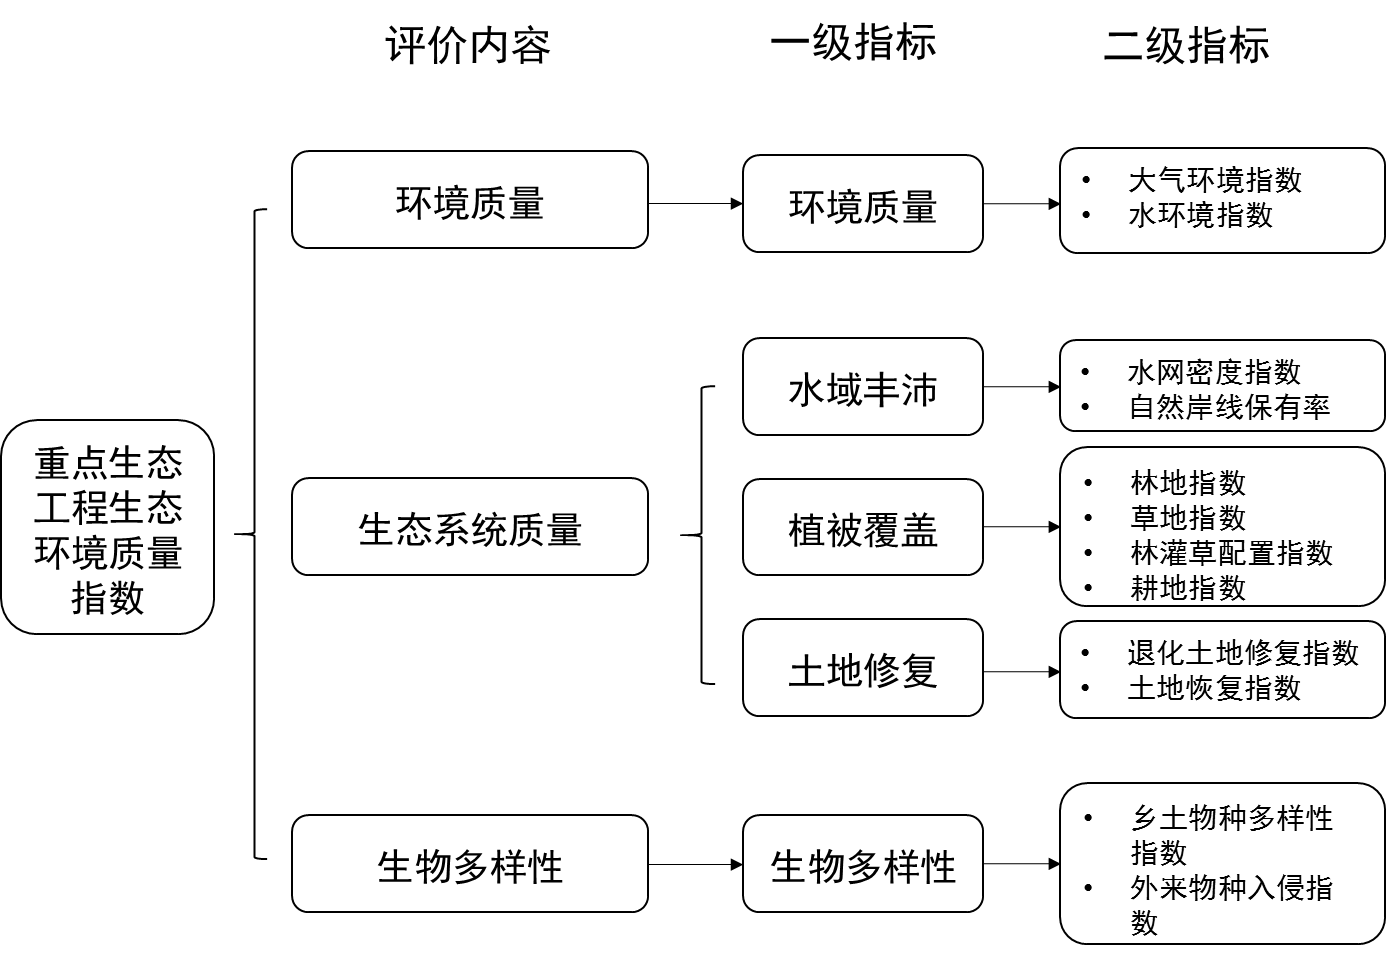 评价内容
一级指标
二级指标
重点生态
工程生态
环境质量
指数
环境质量
环境质量
• 大气环境指数
• 水环境指数
生态系统质量
水域丰沛
• 水网密度指数
• 自然岸线保有率
植被覆盖
• 林地指数
• 草地指数
• 林灌草配置指数
• 耕地指数
土地修复
• 退化土地修复指数
• 土地恢复指数
生物多样性
生物多样性
• 乡土物种多样性
指数
• 外来物种入侵指
数